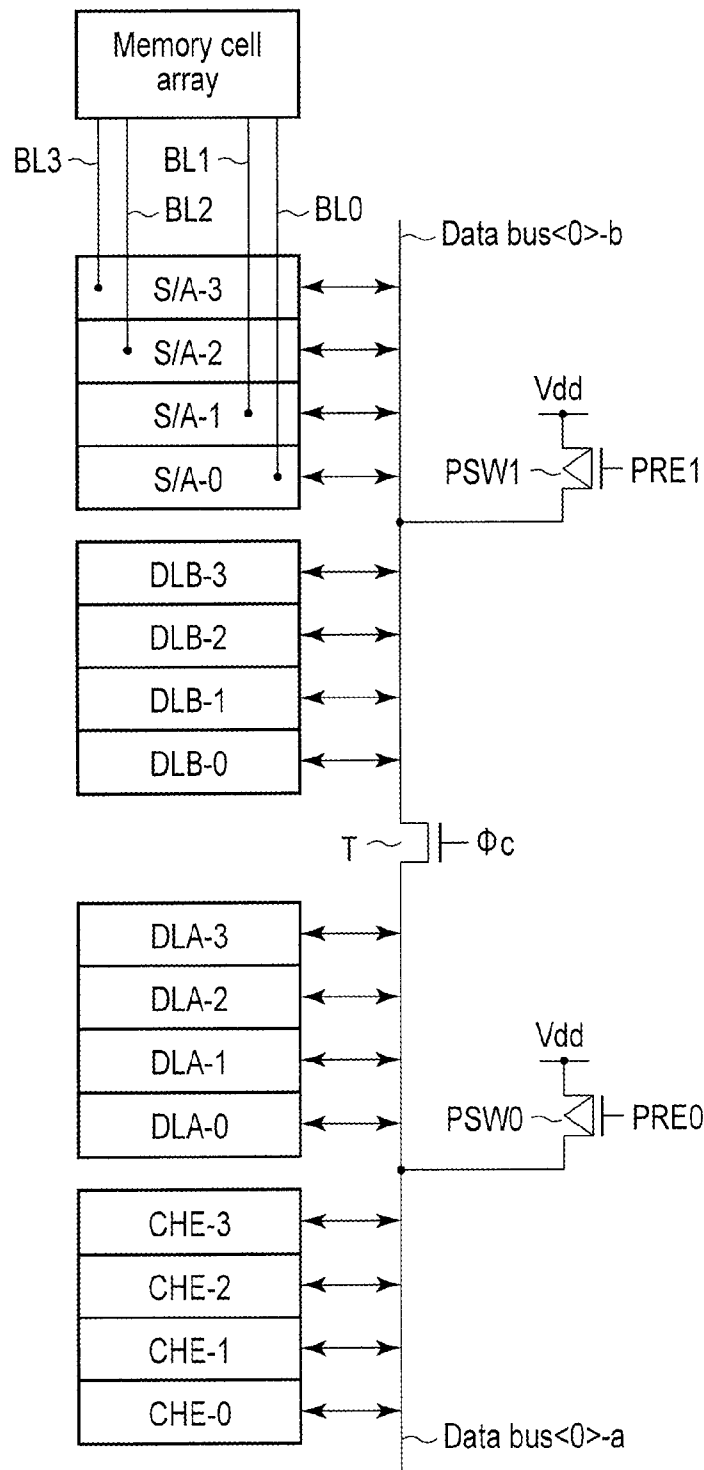 Memory cell
array
BL3
BL1
BL2
BL0
Data bus<0>-b
S/A-3
S/A-2
S/A-1
S/A-0
Vdd
PSW1
PRE1
DLB-3
DLB-2
DLB-1
DLB-0
T
Φc
DLA-3
DLA-2
DLA-1
DLA-0
Vdd
PSW0
PRE0
CHE-3
CHE-2
CHE-1
CHE-0
Data bus<0>-a